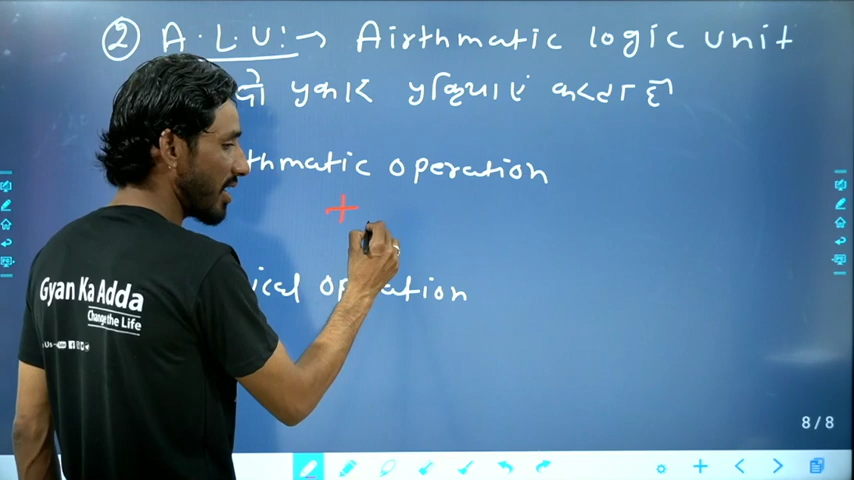 ② A.L.U:→ Airthmatic logic unit
दो प्रकार प्रक्रियाएं करता है
thmatic operation
+
ical operation
Gyan Ka Adda
Change the Life
Us
8/8